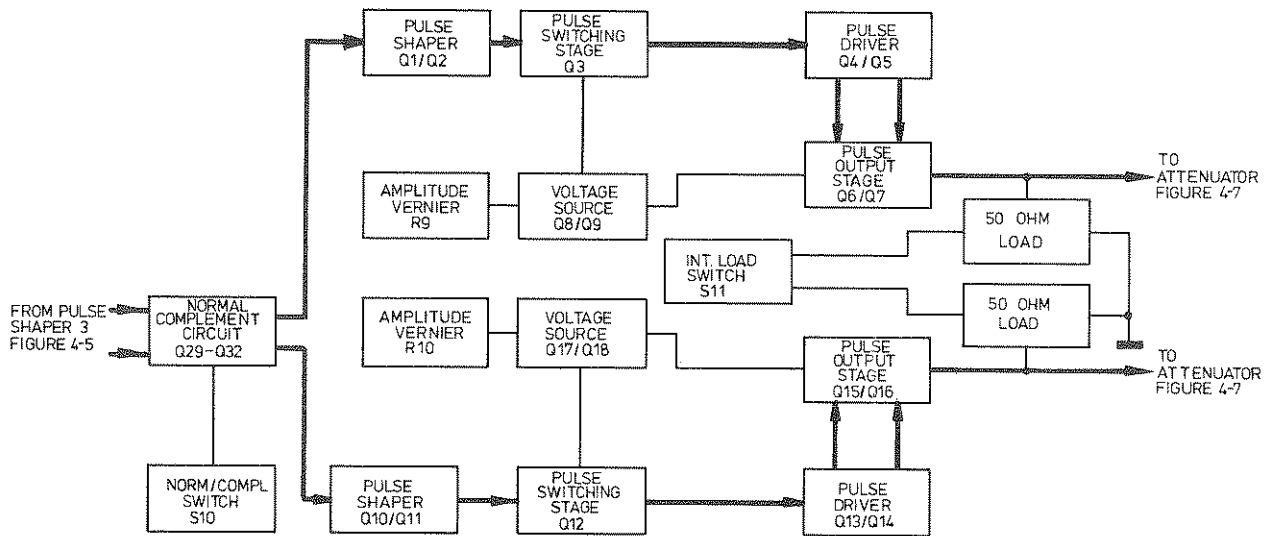 PULSE
SHAPER
Q1/Q2
PULSE
SWITCHING
STAGE
Q3
PULSE
DRIVER
Q4/Q5
AMPLITUDE
VERNIER
R9
VOLTAGE
SOURCE
Q8/Q9
PULSE
OUTPUT
STAGE
Q6/Q7
TO
ATTENUATOR
FIGURE 4-7
50 OHM
LOAD
INT. LOAD
SWITCH
S11
FROM PULSE
SHAPER 3
FIGURE 4-5
NORMAL
COMPLEMENT
CIRCUIT
Q29-Q32
AMPLITUDE
VERNIER
R10
VOLTAGE
SOURCE
Q17/Q18
50 OHM
LOAD
PULSE
OUTPUT
STAGE
Q15/Q16
TO
ATTENUATOR
FIGURE 4-7
NORM/COMPL
SWITCH
S10
PULSE
SHAPER
Q10/Q11
PULSE
SWITCHING
STAGE
Q12
PULSE
DRIVER
Q13/Q14